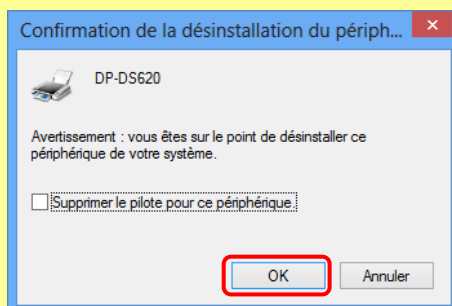 Confirmation de la désinstallation du périph...
DP-DS620
Avertissement : vous êtes sur le point de désinstaller ce
périphérique de votre système.
Supprimer le pilote pour ce périphérique.
OK
Annuler